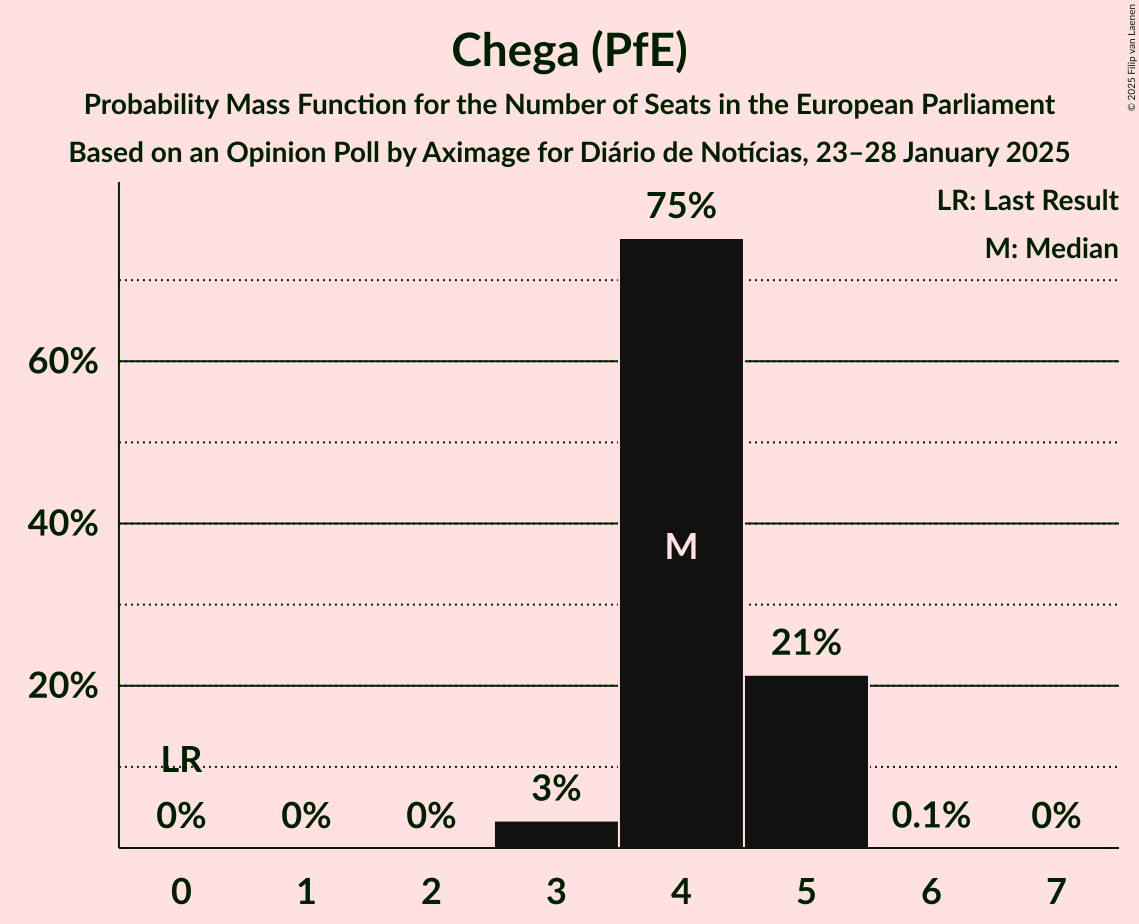 Chega (PfE)
Probability Mass Function for the Number of Seats in the European Parliament
Based on an Opinion Poll by Aximage for Diário de Notícias, 23–28 January 2025
© 2025 Filip van Laenen
LR: Last Result
M: Median
75%
60%
40%
M
21%
20%
LR
3%
0% 0% 0% 0.1% 0%
0 1 2 3 4 5 6 7